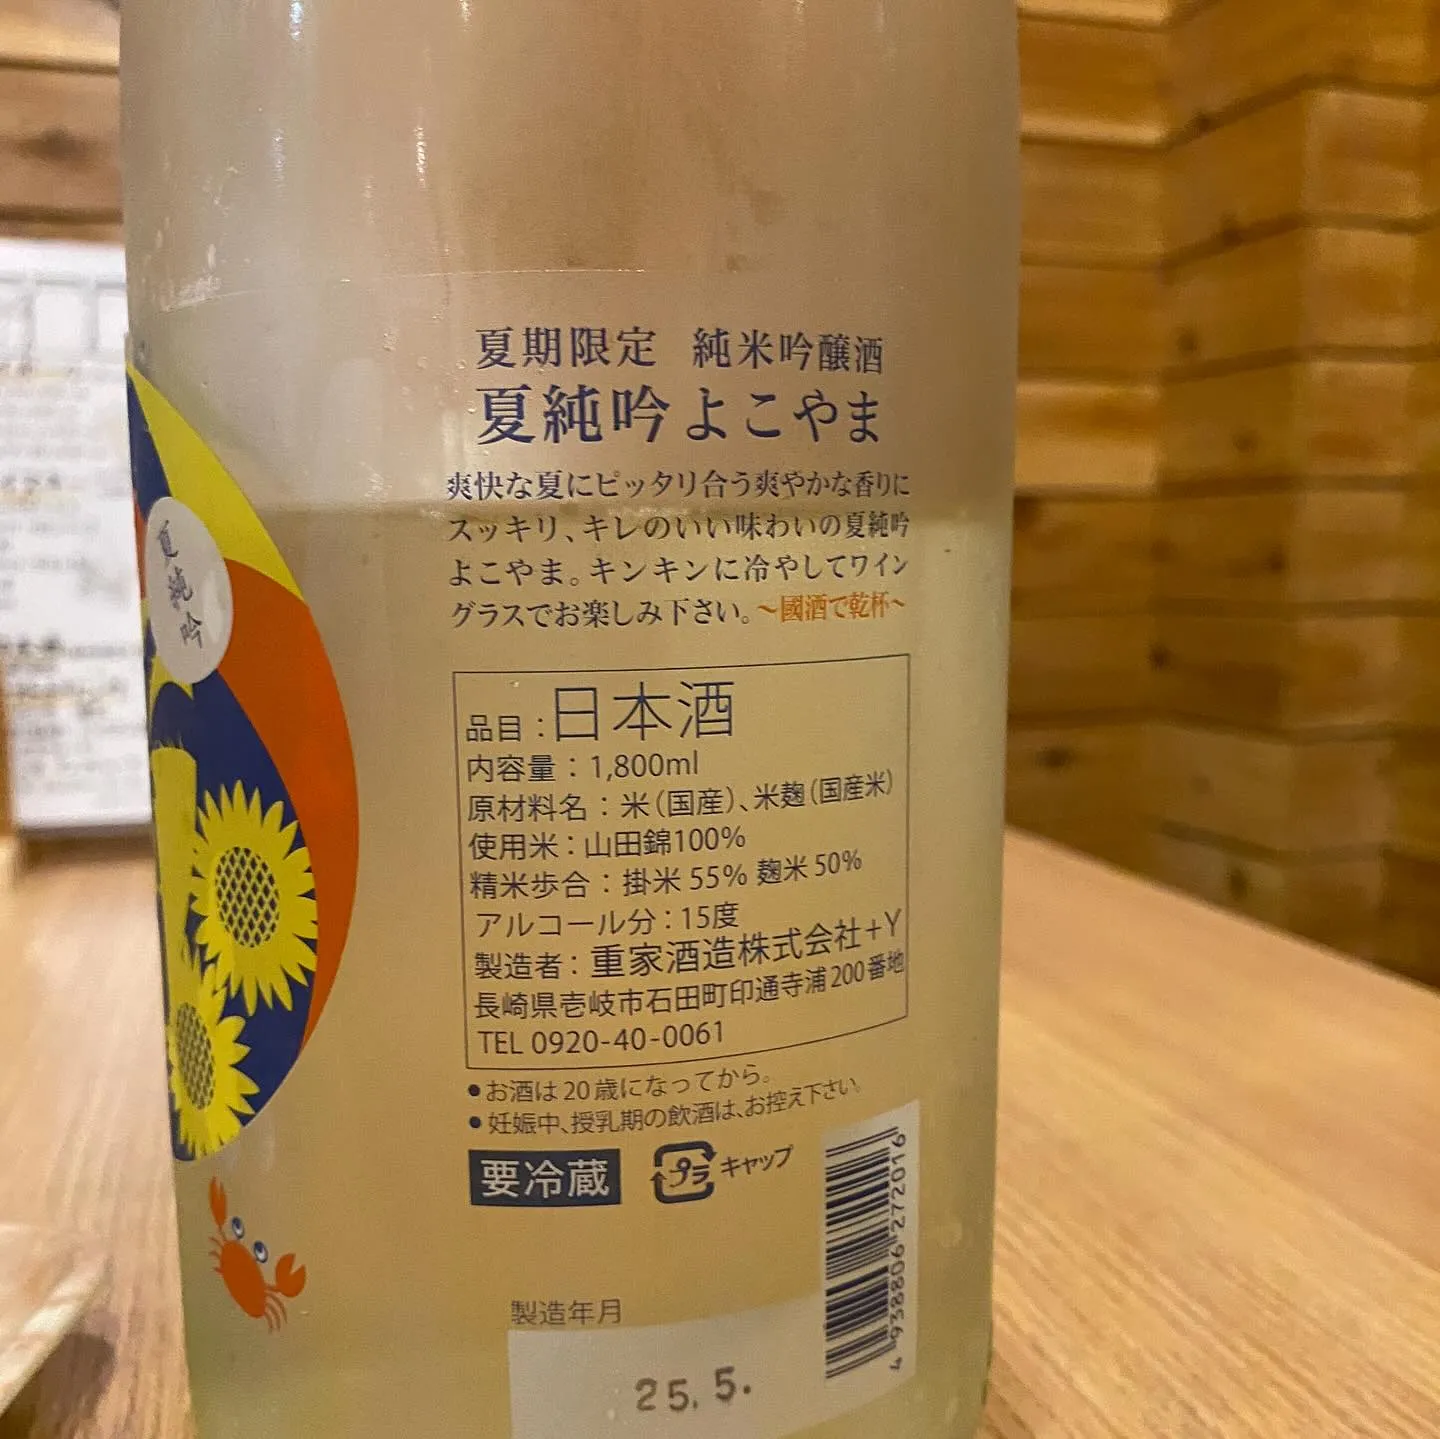 夏期限定 純米吟醸酒
夏純吟よこやま
爽快な夏にピッタリ合う爽やかな香りに
スッキリ、キレのいい味わいの夏純吟
よこやま。キンキンに冷やしてワイン
グラスでお楽しみ下さい。〜國酒で乾杯〜
夏純吟
品目：日本酒
内容量：1,800ml
原材料名：米（国産）、米麹（国産米）
使用米：山田錦100%
精米歩合：掛米 55% 麹米 50%
アルコール分：15度
製造者：重家酒造株式会社+Y
長崎県壱岐市石田町印通寺浦200番地
TEL 0920-40-0061
●お酒は20歳になってから。
●妊娠中、授乳期の飲酒は、お控え下さい。
要冷蔵 プラ キャップ
4938806272016
製造年月
25.5.